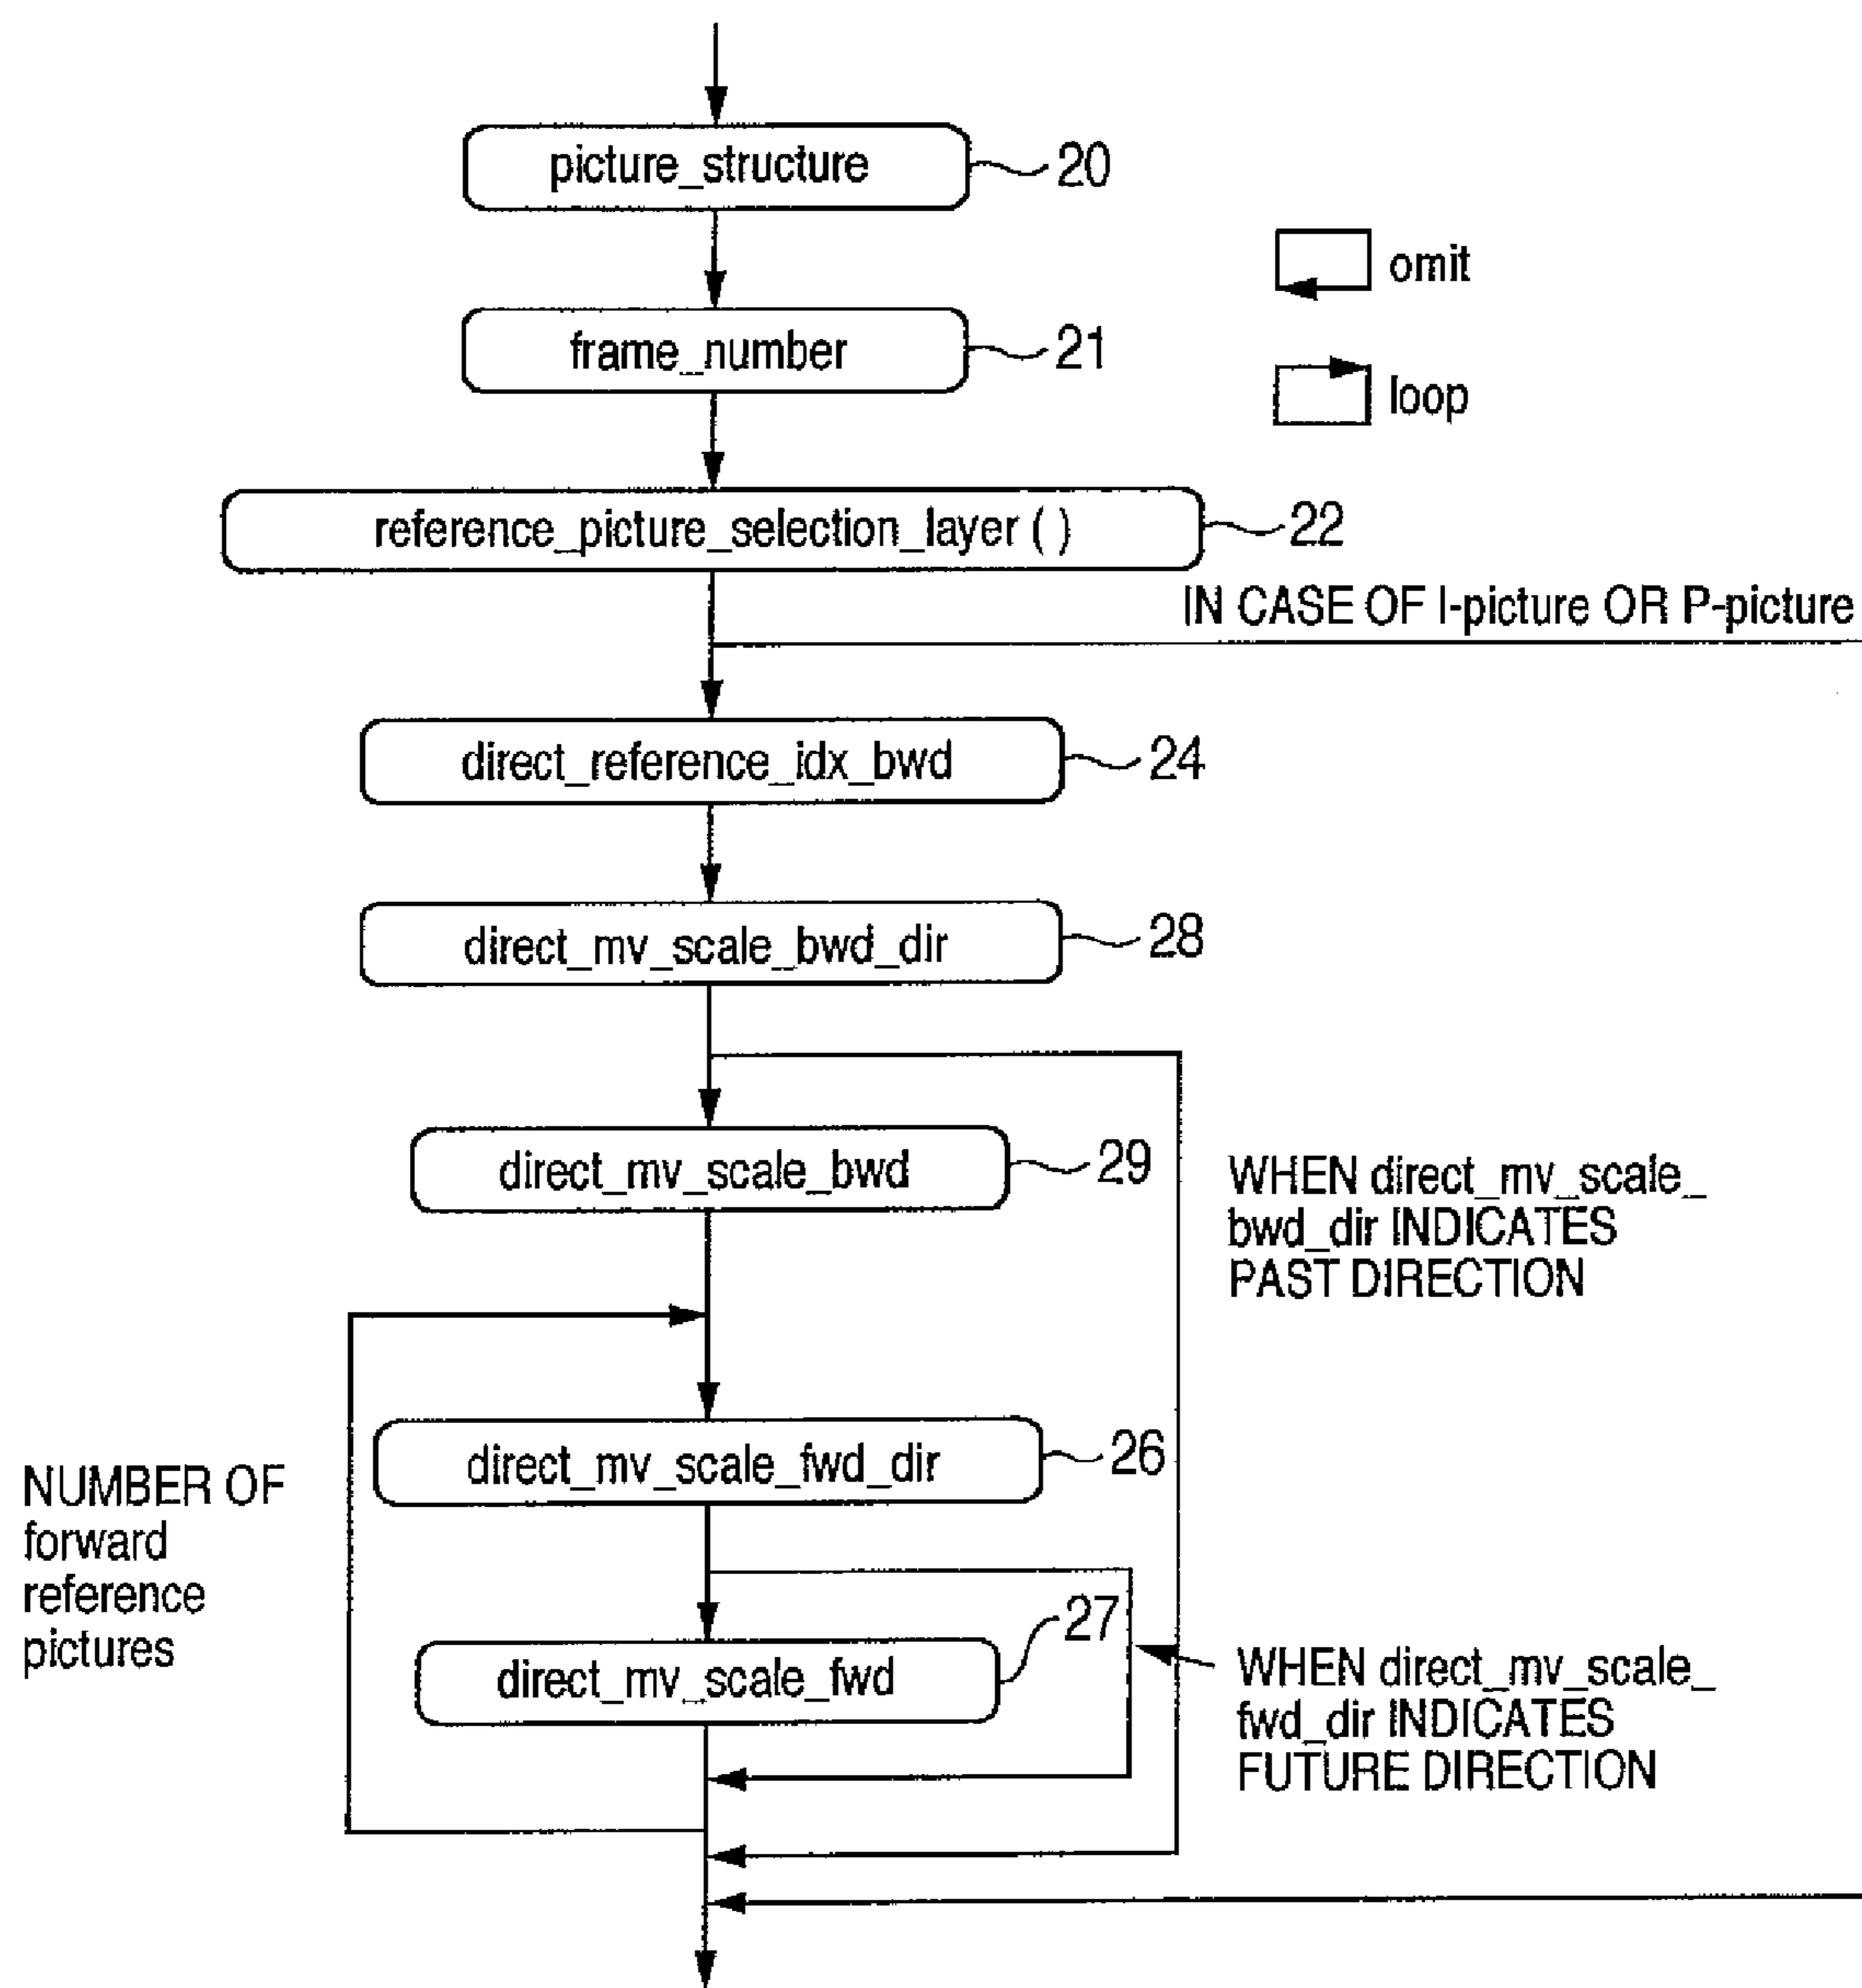 picture_structure
20
omit
frame_number
21
loop
reference_picture_selection_layer ( )
22
IN CASE OF I-picture OR P-picture
direct_reference_idx_bwd
24
direct_mv_scale_bwd_dir
28
direct_mv_scale_bwd
29
WHEN direct_mv_scale_
bwd_dir INDICATES
PAST DIRECTION
direct_mv_scale_fwd_dir
26
NUMBER OF
forward
reference
pictures
direct_mv_scale_fwd
27
WHEN direct_mv_scale_
fwd_dir INDICATES
FUTURE DIRECTION